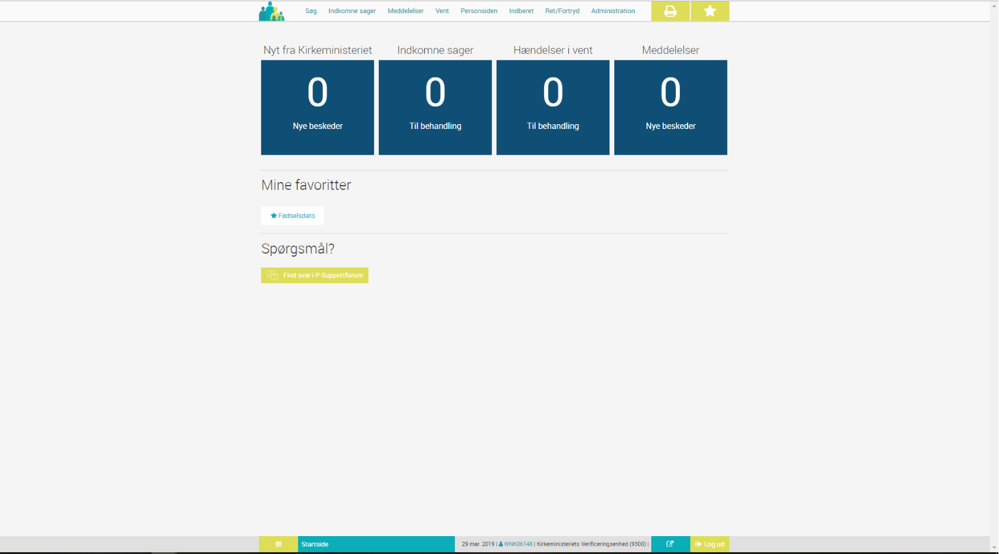 Søg Indkomne sager Meddelelser Vent Personsiden Indberet Ret/Fortryd Administration
Nyt fra Kirkeministeriet Indkomne sager Hændelser i vent Meddelelser
0 0 0 0
Nye beskeder Til behandling Til behandling Nye beskeder
Mine favoritter
Fødselsdato
Spørgsmål?
Find svar i P-Supportforum
Startside 29 mar. 2019 | WNK06148 | Kirkeministeriets Verificeringsenhed (9300) | Log ud